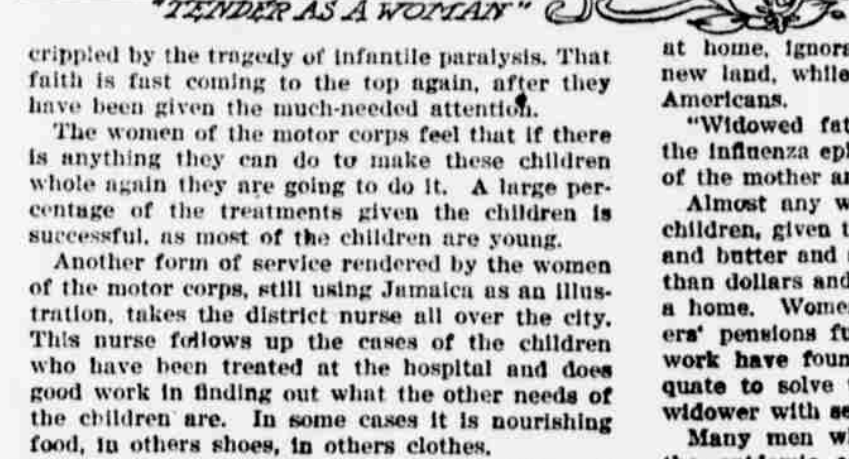 "TENDER AS A WOMAN"
crippled by the tragedy of infantile paralysis. That
faith is fast coming to the top again, after they
have been given the much-needed attention.
The women of the motor corps feel that if there
is anything they can do to make these children
whole again they are going to do it. A large per-
centage of the treatments given the children is
successful, as most of the children are young.
Another form of service rendered by the women
of the motor corps, still using Jamaica as an illus-
tration, takes the district nurse all over the city.
This nurse follows up the cases of the children
who have been treated at the hospital and does
good work in finding out what the other needs of
the children are. In some cases it is nourishing
food, in others shoes, in others clothes.
at home, ignora
new land, while
Americans.
"Widowed fat
the influenza epi
of the mother an
Almost any w
children, given t
and butter and
than dollars and
a home. Wome
ers' pensions fu
work have foun
quate to solve
widower with se
Many men wh
the epidemic